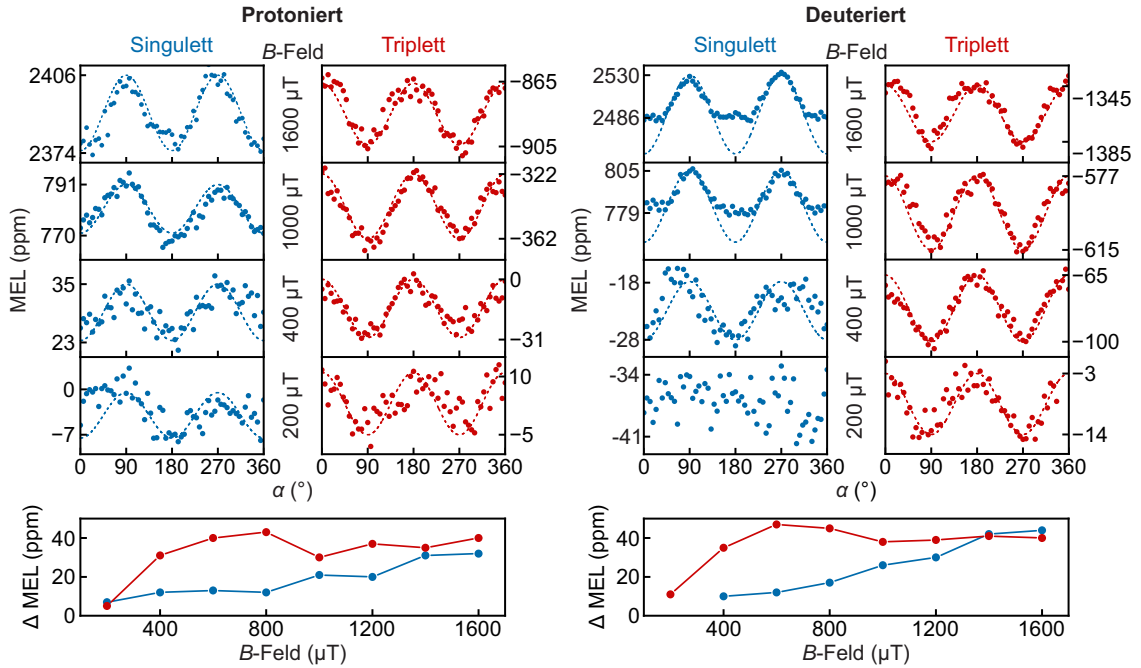 Protoniert
Singulett B-Feld Triplett
MEL (ppm)
2406
2374
1600 µT
−865
−905
791
770
1000 µT
−322
−362
35
23
400 µT
0
−31
0
−7
200 µT
10
−5
0 90 180 270 360 0 90 180 270 360
α (°)
Deuteriert
Singulett B-Feld Triplett
2530
2486
1600 µT
−1345
−1385
805
779
1000 µT
−577
−615
-18
-28
400 µT
−65
−100
-34
-41
200 µT
−3
−14
0 90 180 270 360 0 90 180 270 360
α (°)
Δ MEL (ppm)
40
20
0
400 800 1200 1600
B-Feld (µT)
Δ MEL (ppm)
40
20
0
400 800 1200 1600
B-Feld (µT)